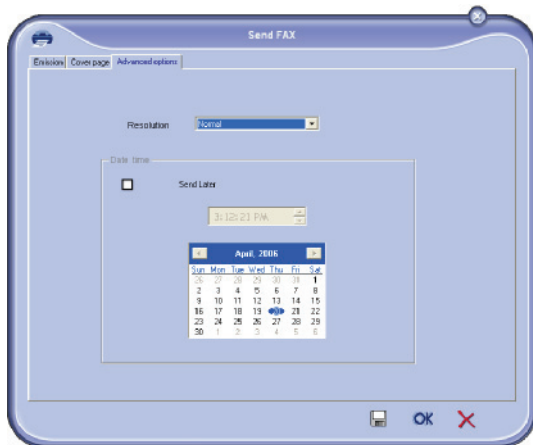 Send FAX
Emission Cover page Advanced options
Resolution Normal
Date time
Send Later
3:12:21 PM
April, 2006
Sun Mon Tue Wed Thu Fri Sat
26 27 28 29 30 31 1
2 3 4 5 6 7 8
9 10 11 12 13 14 15
16 17 18 19 20 21 22
23 24 25 26 27 28 29
30 1 2 3 4 5 6
OK